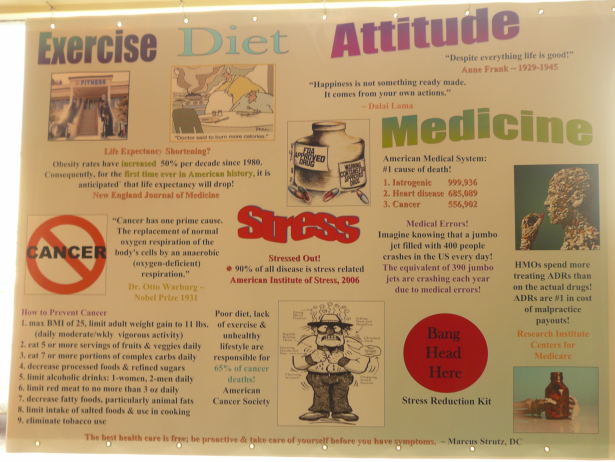 Exercise Diet Attitude
"Despite everything life is good!"
Anne Frank ~ 1929-1945
FITNESS
"Happiness is not something ready made.
It comes from your own actions."
~ Dalai Lama
"Doctor said to burn more calories."
Medicine
Life Expectancy Shortening?
Obesity rates have increased 50% per decade since 1980.
Consequently, for the first time ever in American history, it is
anticipated` that life expectancy will drop!
New England Journal of Medicine
FDA
APPROVED
DRUG
WARNING
American Medical System:
#1 cause of death!
1. Iatrogenic 999,936
2. Heart disease 685,089
3. Cancer 556,902
CANCER
"Cancer has one prime cause.
The replacement of normal
oxygen respiration of the
body's cells by an anaerobic
(oxygen-deficient)
respiration."
Dr. Otto Warburg ~
Nobel Prize 1931
Stress
Stressed Out!
90% of all disease is stress related
American Institute of Stress, 2006
Medical Errors!
Imagine knowing that a jumbo
jet filled with 400 people
crashes in the US every day!
The equivalent of 390 jumbo
jets are crashing each year
due to medical errors!
HMOs spend more
treating ADRs than
on the actual drugs!
ADRs are #1 in cost
of malpractice
payouts!
Research Institute
Centers for
Medicare
How to Prevent Cancer
1. max BMI of 25, limit adult weight gain to 11 lbs.
(daily moderate/wkly vigorous activity)
2. eat 5 or more servings of fruits & veggies daily
3. eat 7 or more portions of complex carbs daily
4. decrease processed foods & refined sugars
5. limit alcoholic drinks: 1-women, 2-men daily
6. limit red meat to no more than 3 oz daily
7. decrease fatty foods, particularly animal fats
8. limit intake of salted foods & use in cooking
9. eliminate tobacco use
Poor diet, lack
of exercise &
unhealthy
lifestyle are
responsible for
65% of cancer
deaths!
American
Cancer Society
Bang
Head
Here
Stress Reduction Kit
The best health care is free; be proactive & take care of yourself before you have symptoms. ~ Marcus Strutz, DC